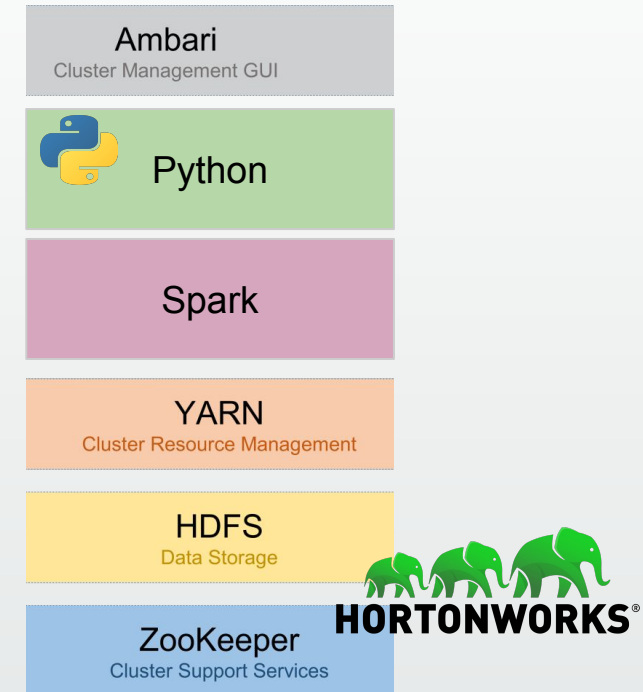 Ambari
Cluster Management GUI
Python
Spark
YARN
Cluster Resource Management
HDFS
Data Storage
HORTONWORKS®
ZooKeeper
Cluster Support Services